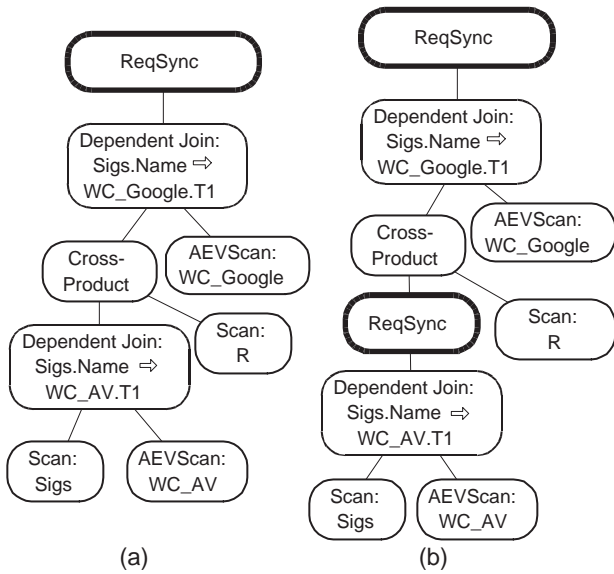 ReqSync
Dependent Join:
Sigs.Name ⇨
WC_Google.T1
Cross-
Product
AEVScan:
WC_Google
Dependent Join:
Sigs.Name ⇨
WC_AV.T1
Scan:
R
Scan:
Sigs
AEVScan:
WC_AV
(a)
ReqSync
Dependent Join:
Sigs.Name ⇨
WC_Google.T1
Cross-
Product
AEVScan:
WC_Google
ReqSync
Scan:
R
Dependent Join:
Sigs.Name ⇨
WC_AV.T1
Scan:
Sigs
AEVScan:
WC_AV
(b)